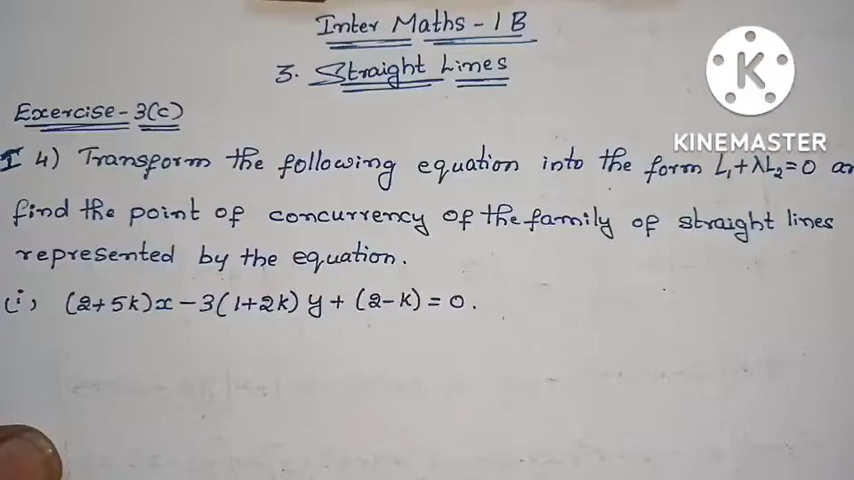 Inter Maths - 1B
3. Straight Lines
KINEMASTER
Exercise - 3(c)
I 4) Transform the following equation into the form L₁+λL₂=0 an
find the point of concurrency of the family of straight lines
represented by the equation.
(i) (2+5k)x-3(1+2k)y+(2-k)=0.